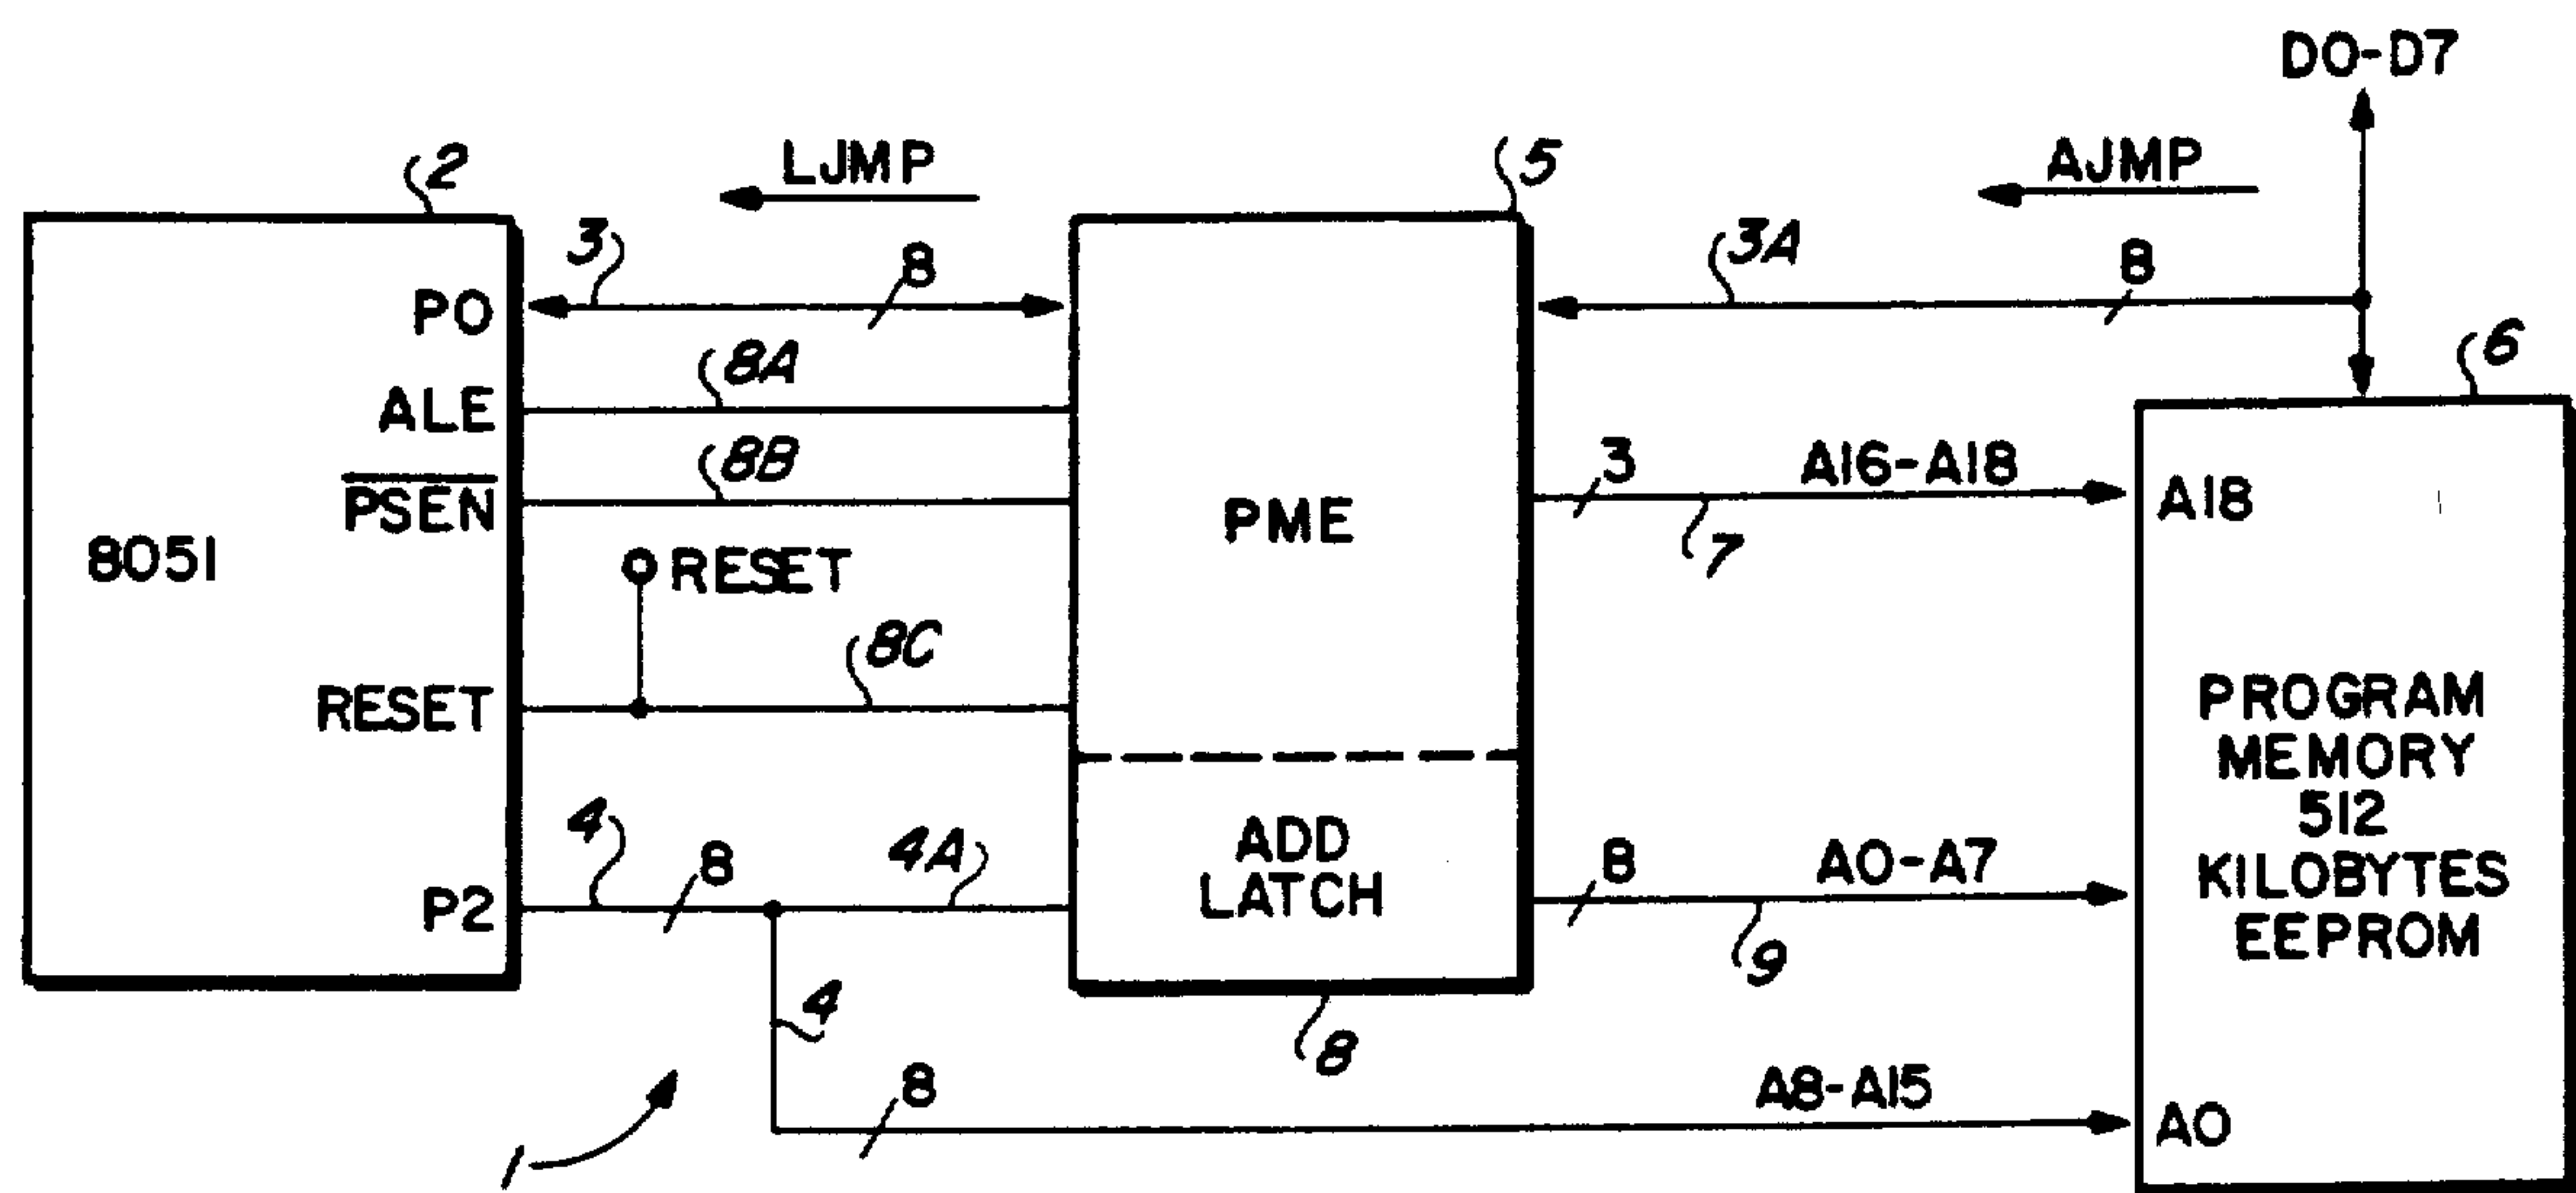 D0-D7
LJMP
AJMP
2
5
3
8
3A
8
6
P0
8A
ALE
8B
3
A16-A18
A18
PSEN
PME
7
8051
RESET
8C
RESET
PROGRAM
MEMORY
512
KILOBYTES
EEPROM
4
8
4A
ADD
LATCH
8
A0-A7
P2
9
4
8
8
A8-A15
A0
1